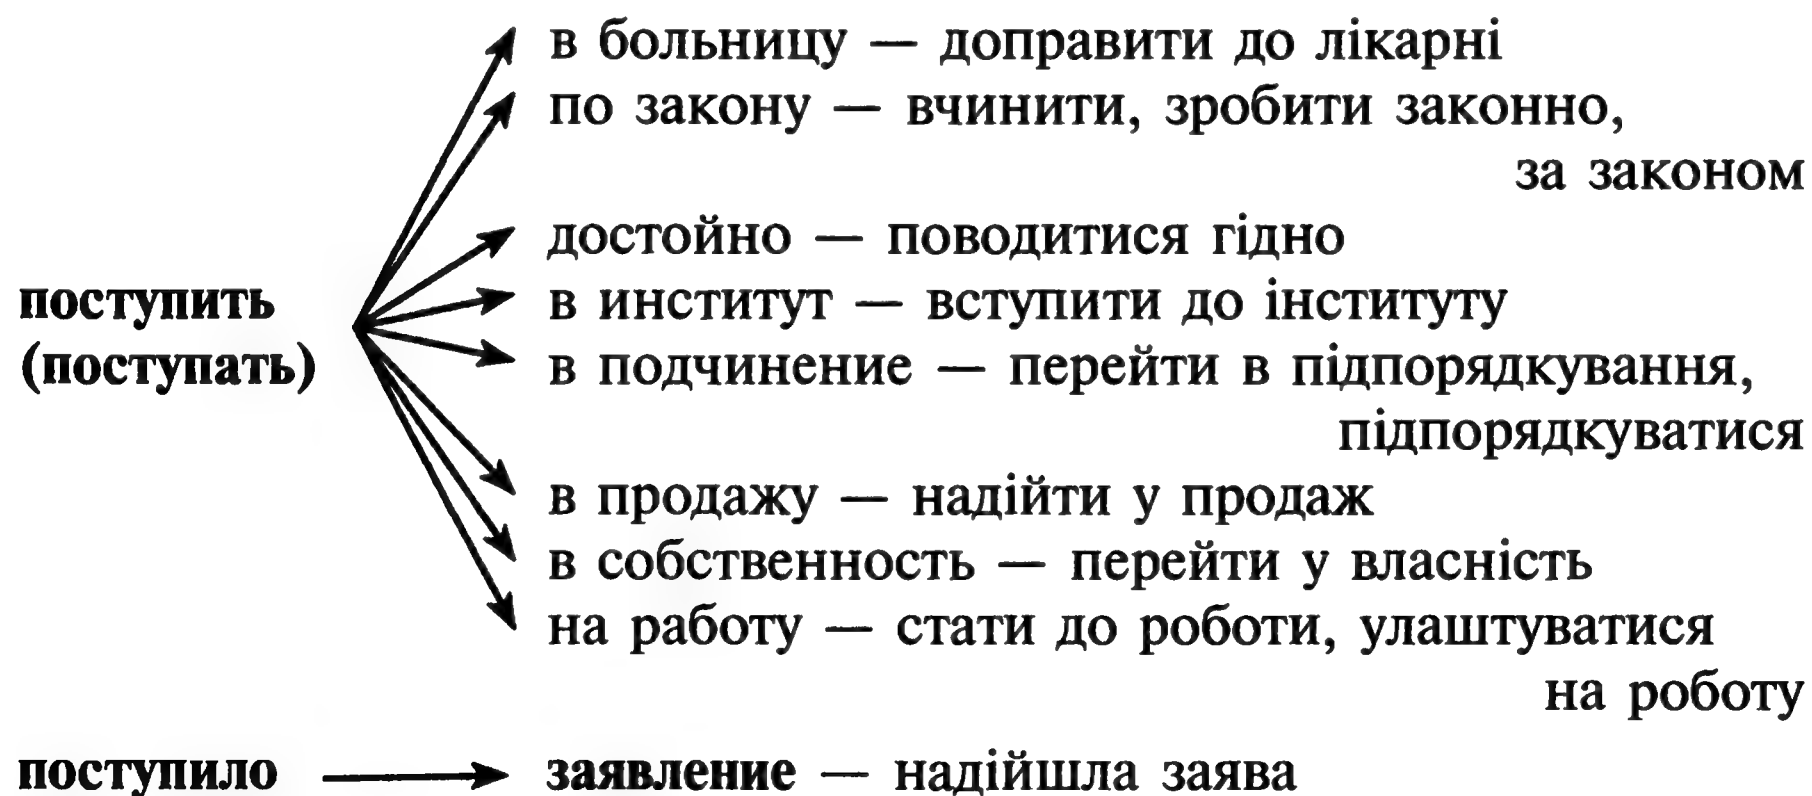 в больницу — доправити до лікарні
по закону — вчинити, зробити законно,
за законом
достойно — поводитися гідно
поступить
в институт — вступити до інституту
(поступать)
в подчинение — перейти в підпорядкування,
підпорядкуватися
в продажу — надійти у продаж
в собственность — перейти у власність
на работу — стати до роботи, улаштуватися
на роботу
поступило заявление — надійшла заява